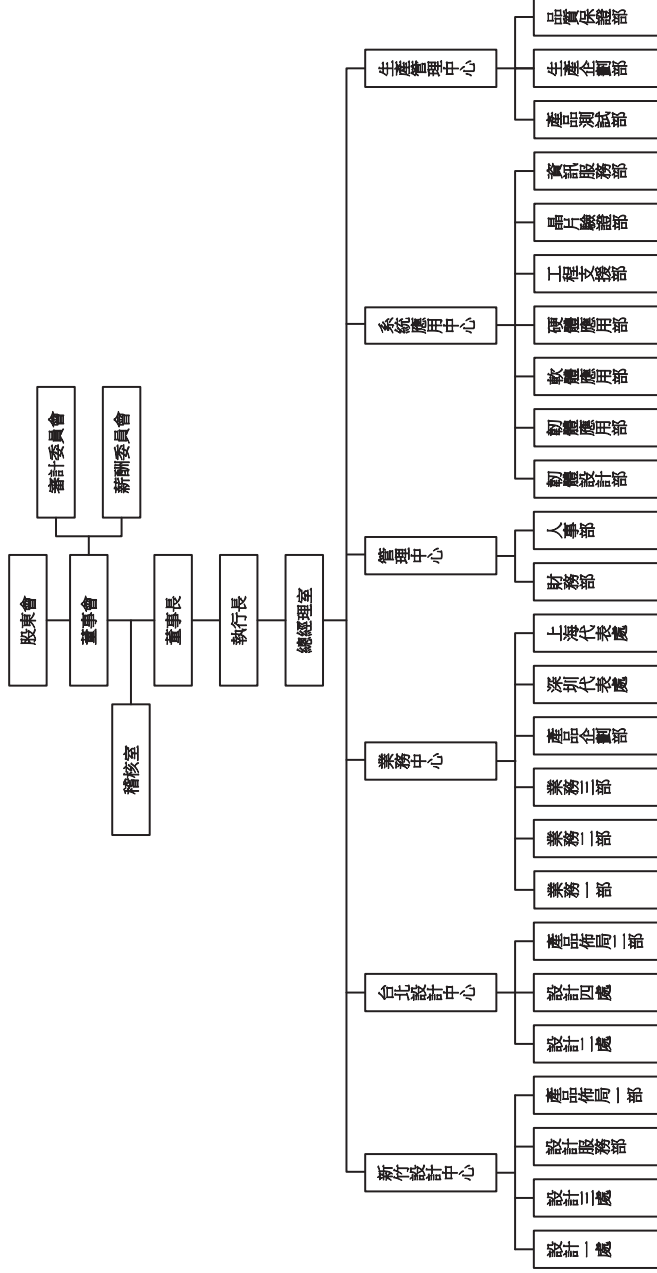 股東會
董事會
審計委員會
薪酬委員會
稽核室
董事長
執行長
總經理室
新竹設計中心
台北設計中心
業務中心
管理中心
系統應用中心
生產管理中心
設計一處
設計三處
設計服務部
產品佈局一部
設計二處
設計四處
產品佈局二部
業務一部
業務二部
業務三部
產品企劃部
深圳代表處
上海代表處
財務部
人事部
韌體設計部
韌體應用部
軟體應用部
硬體應用部
工程支援部
晶片驗證部
資訊服務部
產品測試部
生產企劃部
品質保證部